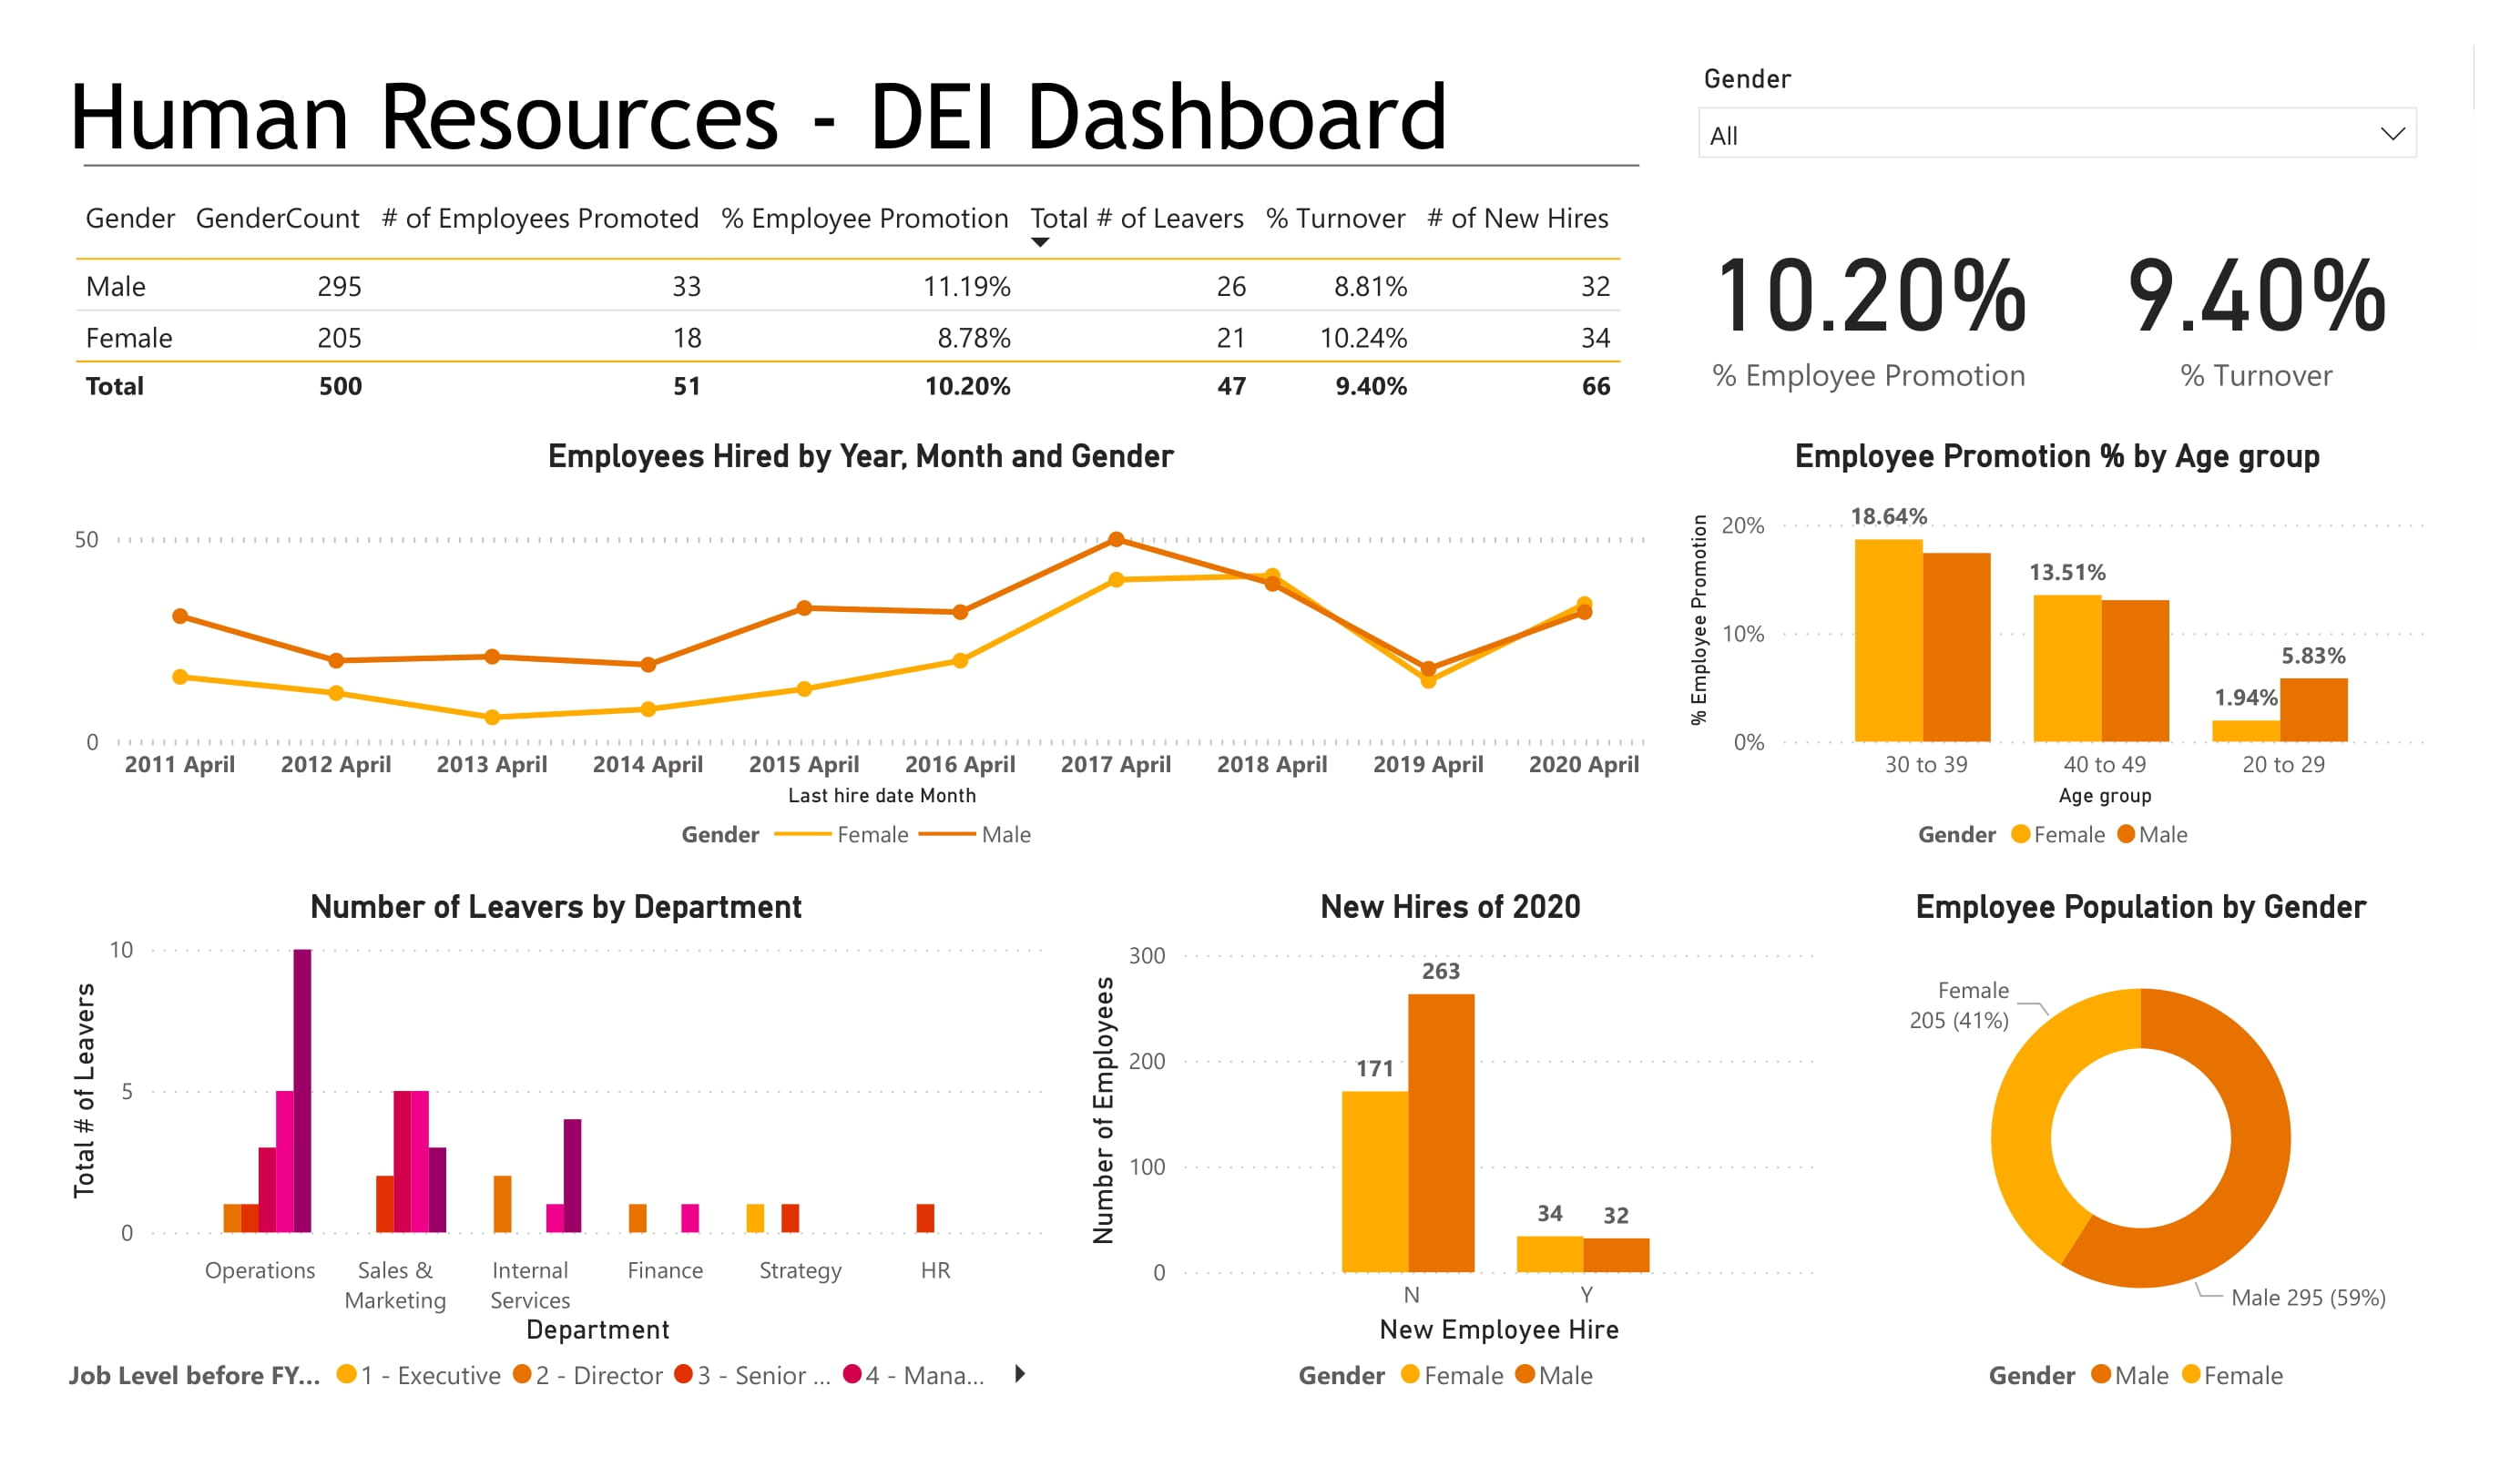 Human Resources - DEI Dashboard
Gender
All
Gender GenderCount # of Employees Promoted % Employee Promotion Total # of Leavers % Turnover # of New Hires
Male 295 33 11.19% 26 8.81% 32
Female 205 18 8.78% 21 10.24% 34
Total 500 51 10.20% 47 9.40% 66
10.20%
% Employee Promotion
9.40%
% Turnover
Employees Hired by Year, Month and Gender
50
0
2011 April 2012 April 2013 April 2014 April 2015 April 2016 April 2017 April 2018 April 2019 April 2020 April
Last hire date Month
Gender Female Male
Employee Promotion % by Age group
% Employee Promotion
20%
10%
0%
18.64%
13.51%
1.94%
5.83%
30 to 39 40 to 49 20 to 29
Age group
Gender Female Male
Number of Leavers by Department
Total # of Leavers
10
5
0
Operations Sales & Marketing Internal Services Finance Strategy HR
Department
Job Level before FY... 1 - Executive 2 - Director 3 - Senior ... 4 - Mana...
New Hires of 2020
Number of Employees
300
200
100
0
171
263
34
32
N Y
New Employee Hire
Gender Female Male
Employee Population by Gender
Female
205 (41%)
Male 295 (59%)
Gender Male Female